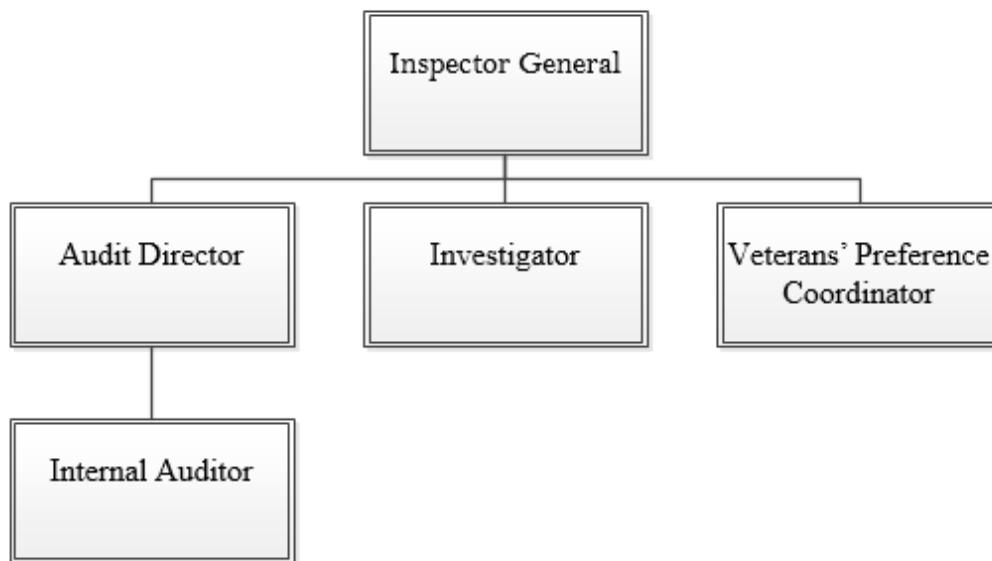 Inspector General
Audit Director
Investigator
Veterans’ Preference
Coordinator
Internal Auditor